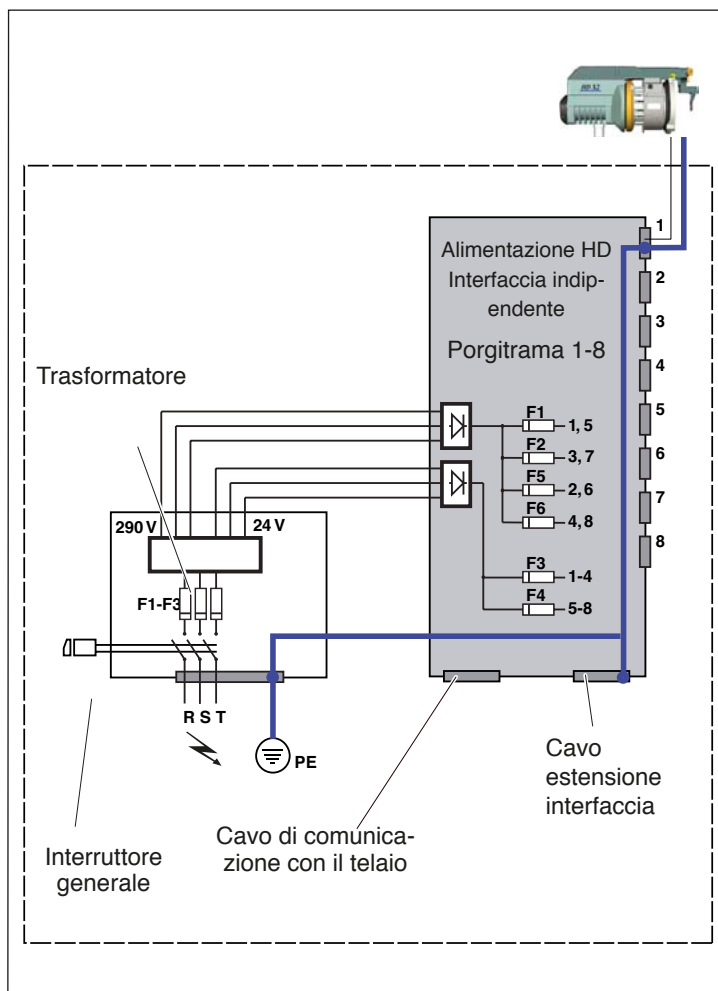 HD X2
1
Alimentazione HD
Interfaccia indip-
endente
Porgitrama 1-8
2
3
4
5
6
7
8
Trasformatore
F1
1, 5
F2
3, 7
F5
2, 6
F6
4, 8
F3
1-4
F4
5-8
290 V
24 V
F1-F3
R S T
PE
Cavo
estensione
interfaccia
Cavo di comunica-
zione con il telaio
Interruttore
generale